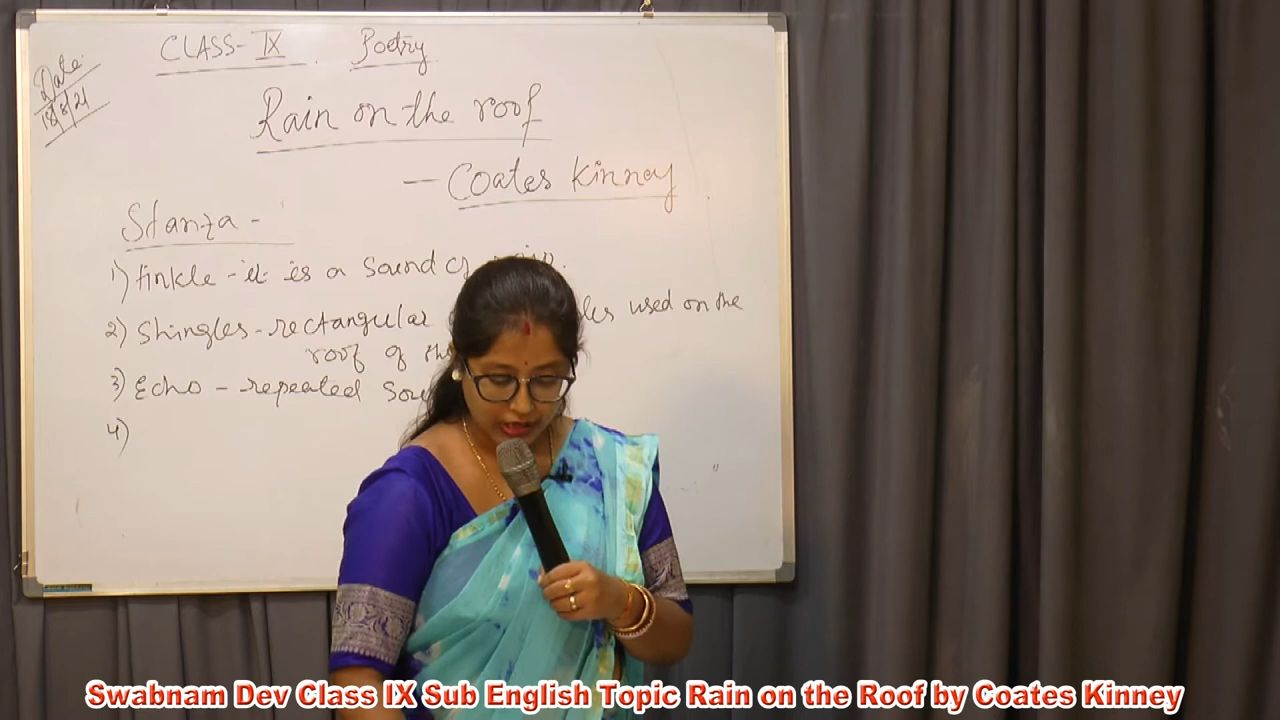 Date:
18/8/21
CLASS-IX Poetry
Rain on the roof
- Coates Kinney
Stanza -
1) tinkle - it is a sound of
2) Shingles - rectangular used on the
roof of
3) Echo - repeated
4)
Swabnam Dev Class IX Sub English Topic Rain on the Roof by Coates Kinney